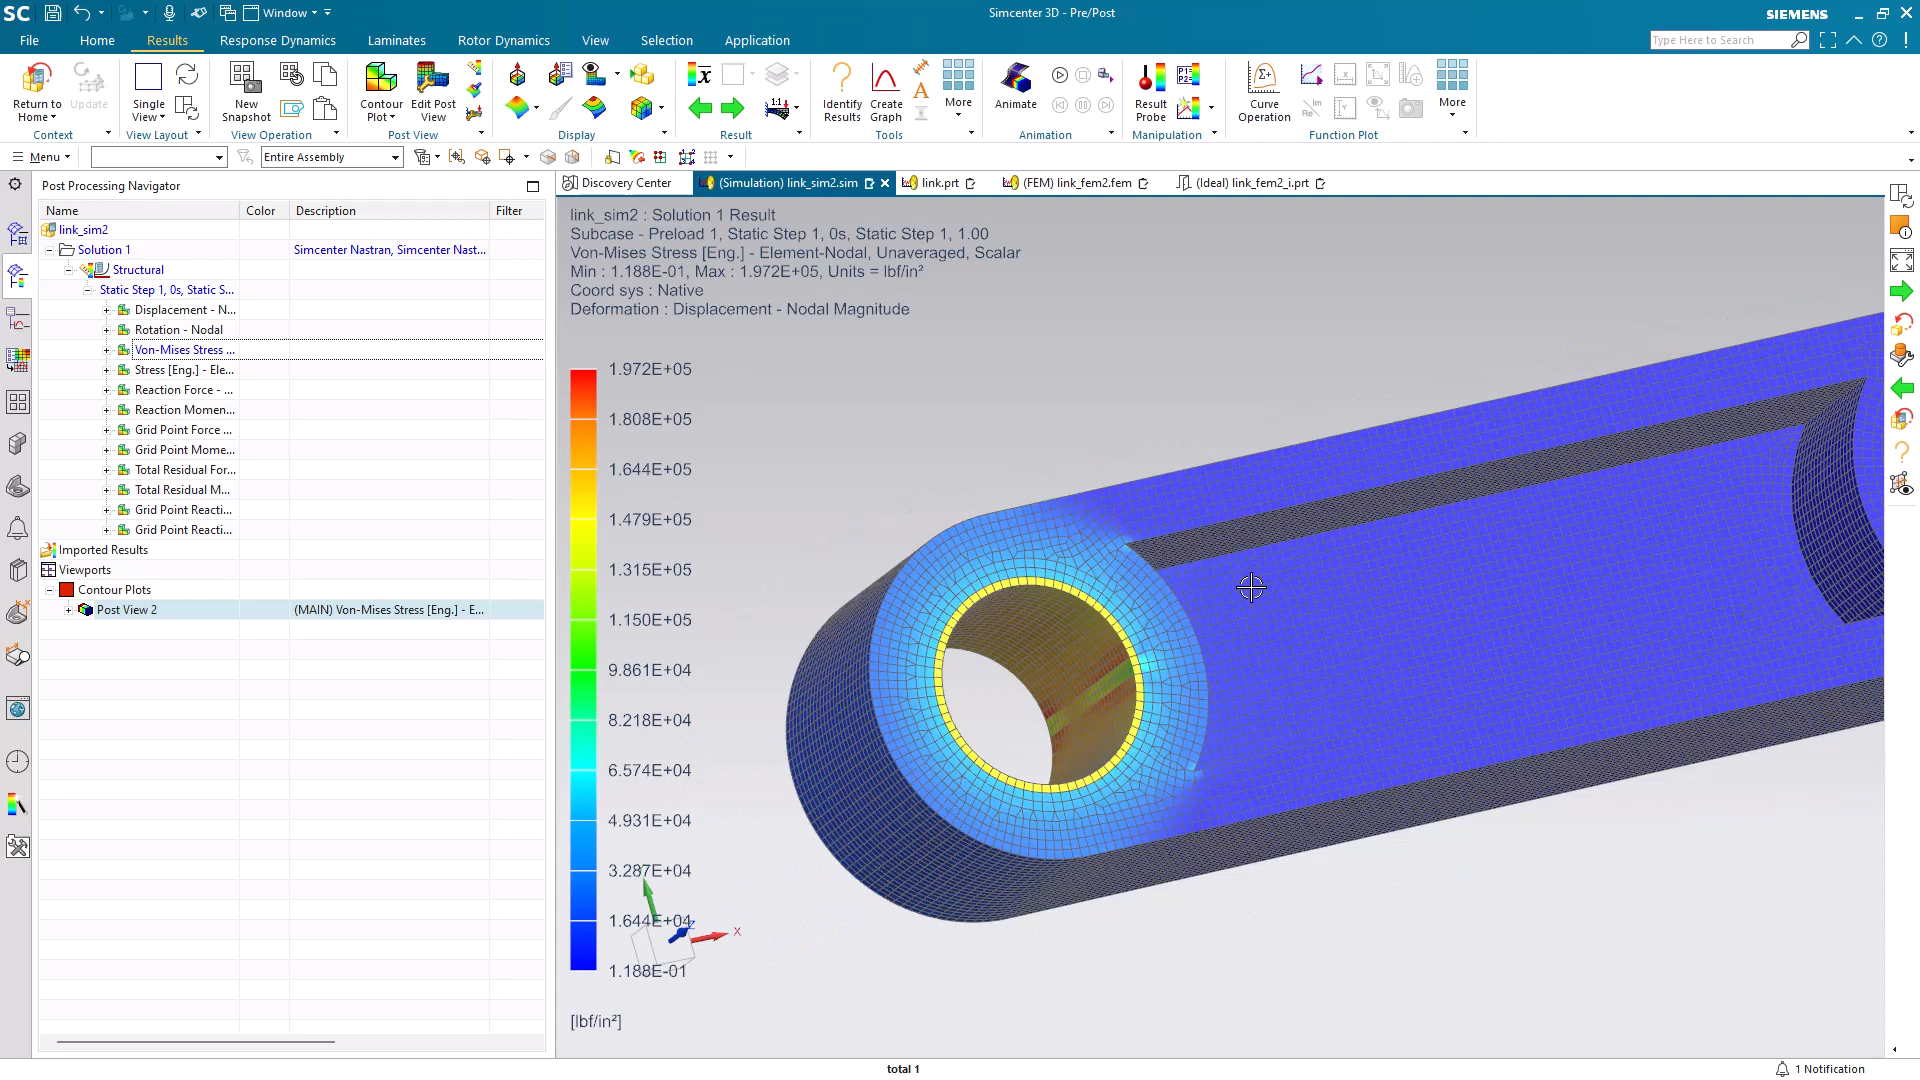 SC
Window
Simcenter 3D - Pre/Post
SIEMENS
File
Home
Results
Response Dynamics
Laminates
Rotor Dynamics
View
Selection
Application
Type Here to Search
Return to Home
Update
Context
Single View
View Layout
New Snapshot
View Operation
Contour Plot
Edit Post View
Post View
Display
1:1
Result
Identify Results
Create Graph
More
Tools
Animate
Animation
Result Probe
Manipulation
Curve Operation
More
Function Plot
Menu
Entire Assembly
Post Processing Navigator
Discovery Center
(Simulation) link_sim2.sim
link.prt
(FEM) link_fem2.fem
(Ideal) link_fem2_i.prt
Name
Color
Description
Filter
link_sim2
Solution 1
Simcenter Nastran, Simcenter Nast...
Structural
Static Step 1, 0s, Static S...
Displacement - N...
Rotation - Nodal
Von-Mises Stress ...
Stress [Eng.] - Ele...
Reaction Force - ...
Reaction Momen...
Grid Point Force ...
Grid Point Mome...
Total Residual For...
Total Residual M...
Grid Point Reacti...
Grid Point Reacti...
Imported Results
Viewports
Contour Plots
Post View 2
(MAIN) Von-Mises Stress [Eng.] - E...
link_sim2 : Solution 1 Result
Subcase - Preload 1, Static Step 1, 0s, Static Step 1, 1.00
Von-Mises Stress [Eng.] - Element-Nodal, Unaveraged, Scalar
Min : 1.188E-01, Max : 1.972E+05, Units = lbf/in²
Coord sys : Native
Deformation : Displacement - Nodal Magnitude
1.972E+05
1.808E+05
1.644E+05
1.479E+05
1.315E+05
1.150E+05
9.861E+04
8.218E+04
6.574E+04
4.931E+04
3.287E+04
1.644E+04
1.188E-01
X
Z
[lbf/in²]
total 1
1 Notification